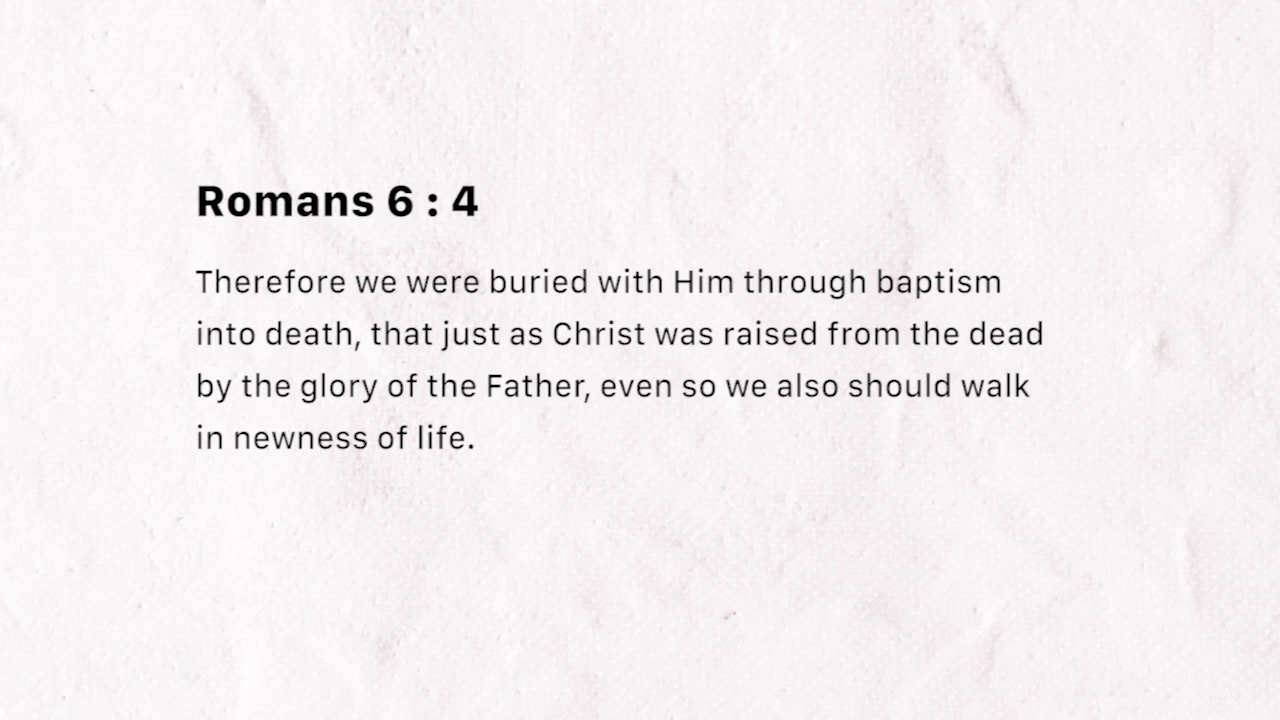 Romans 6 : 4
Therefore we were buried with Him through baptism
into death, that just as Christ was raised from the dead
by the glory of the Father, even so we also should walk
in newness of life.